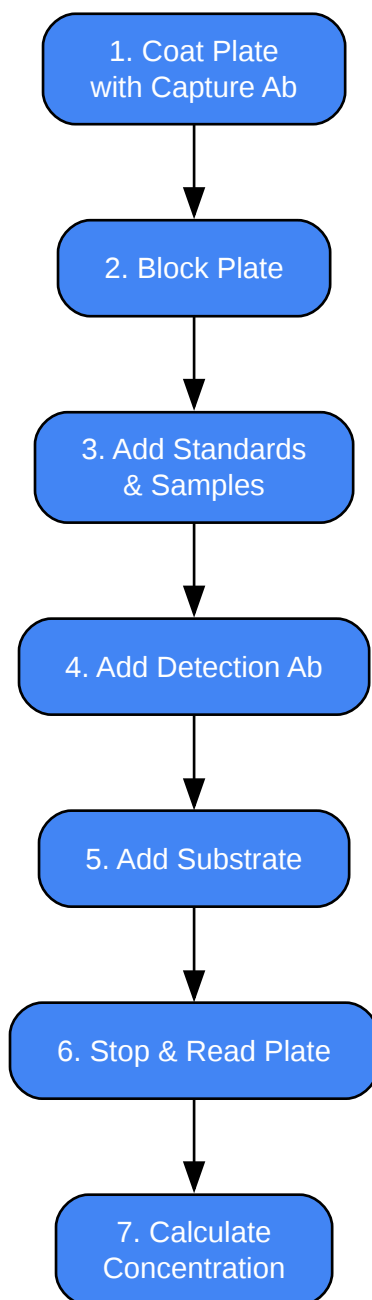 1. Coat Plate
with Capture Ab
2. Block Plate
3. Add Standards
& Samples
4. Add Detection Ab
5. Add Substrate
6. Stop & Read Plate
7. Calculate
Concentration